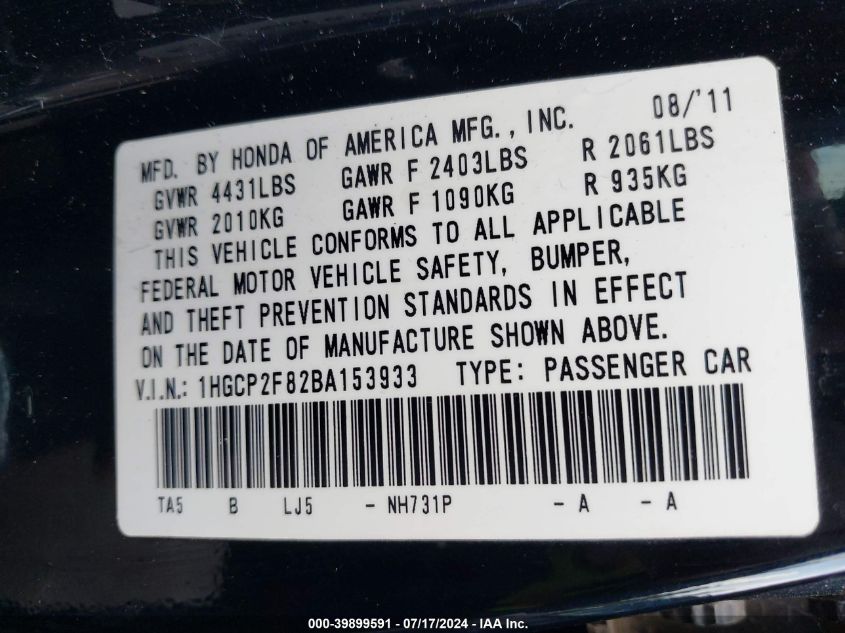 MFD. BY HONDA OF AMERICA MFG., INC. 08/'11
GVWR 4431LBS GAWR F 2403LBS R 2061LBS
GVWR 2010KG GAWR F 1090KG R 935KG
THIS VEHICLE CONFORMS TO ALL APPLICABLE
FEDERAL MOTOR VEHICLE SAFETY, BUMPER,
AND THEFT PREVENTION STANDARDS IN EFFECT
ON THE DATE OF MANUFACTURE SHOWN ABOVE.
V.I.N.: 1HGCP2F82BA153933 TYPE: PASSENGER CAR
TA5 B LJ5 - NH731P - A - A
000-39899591 / 07/17/2024 - IAA Inc.